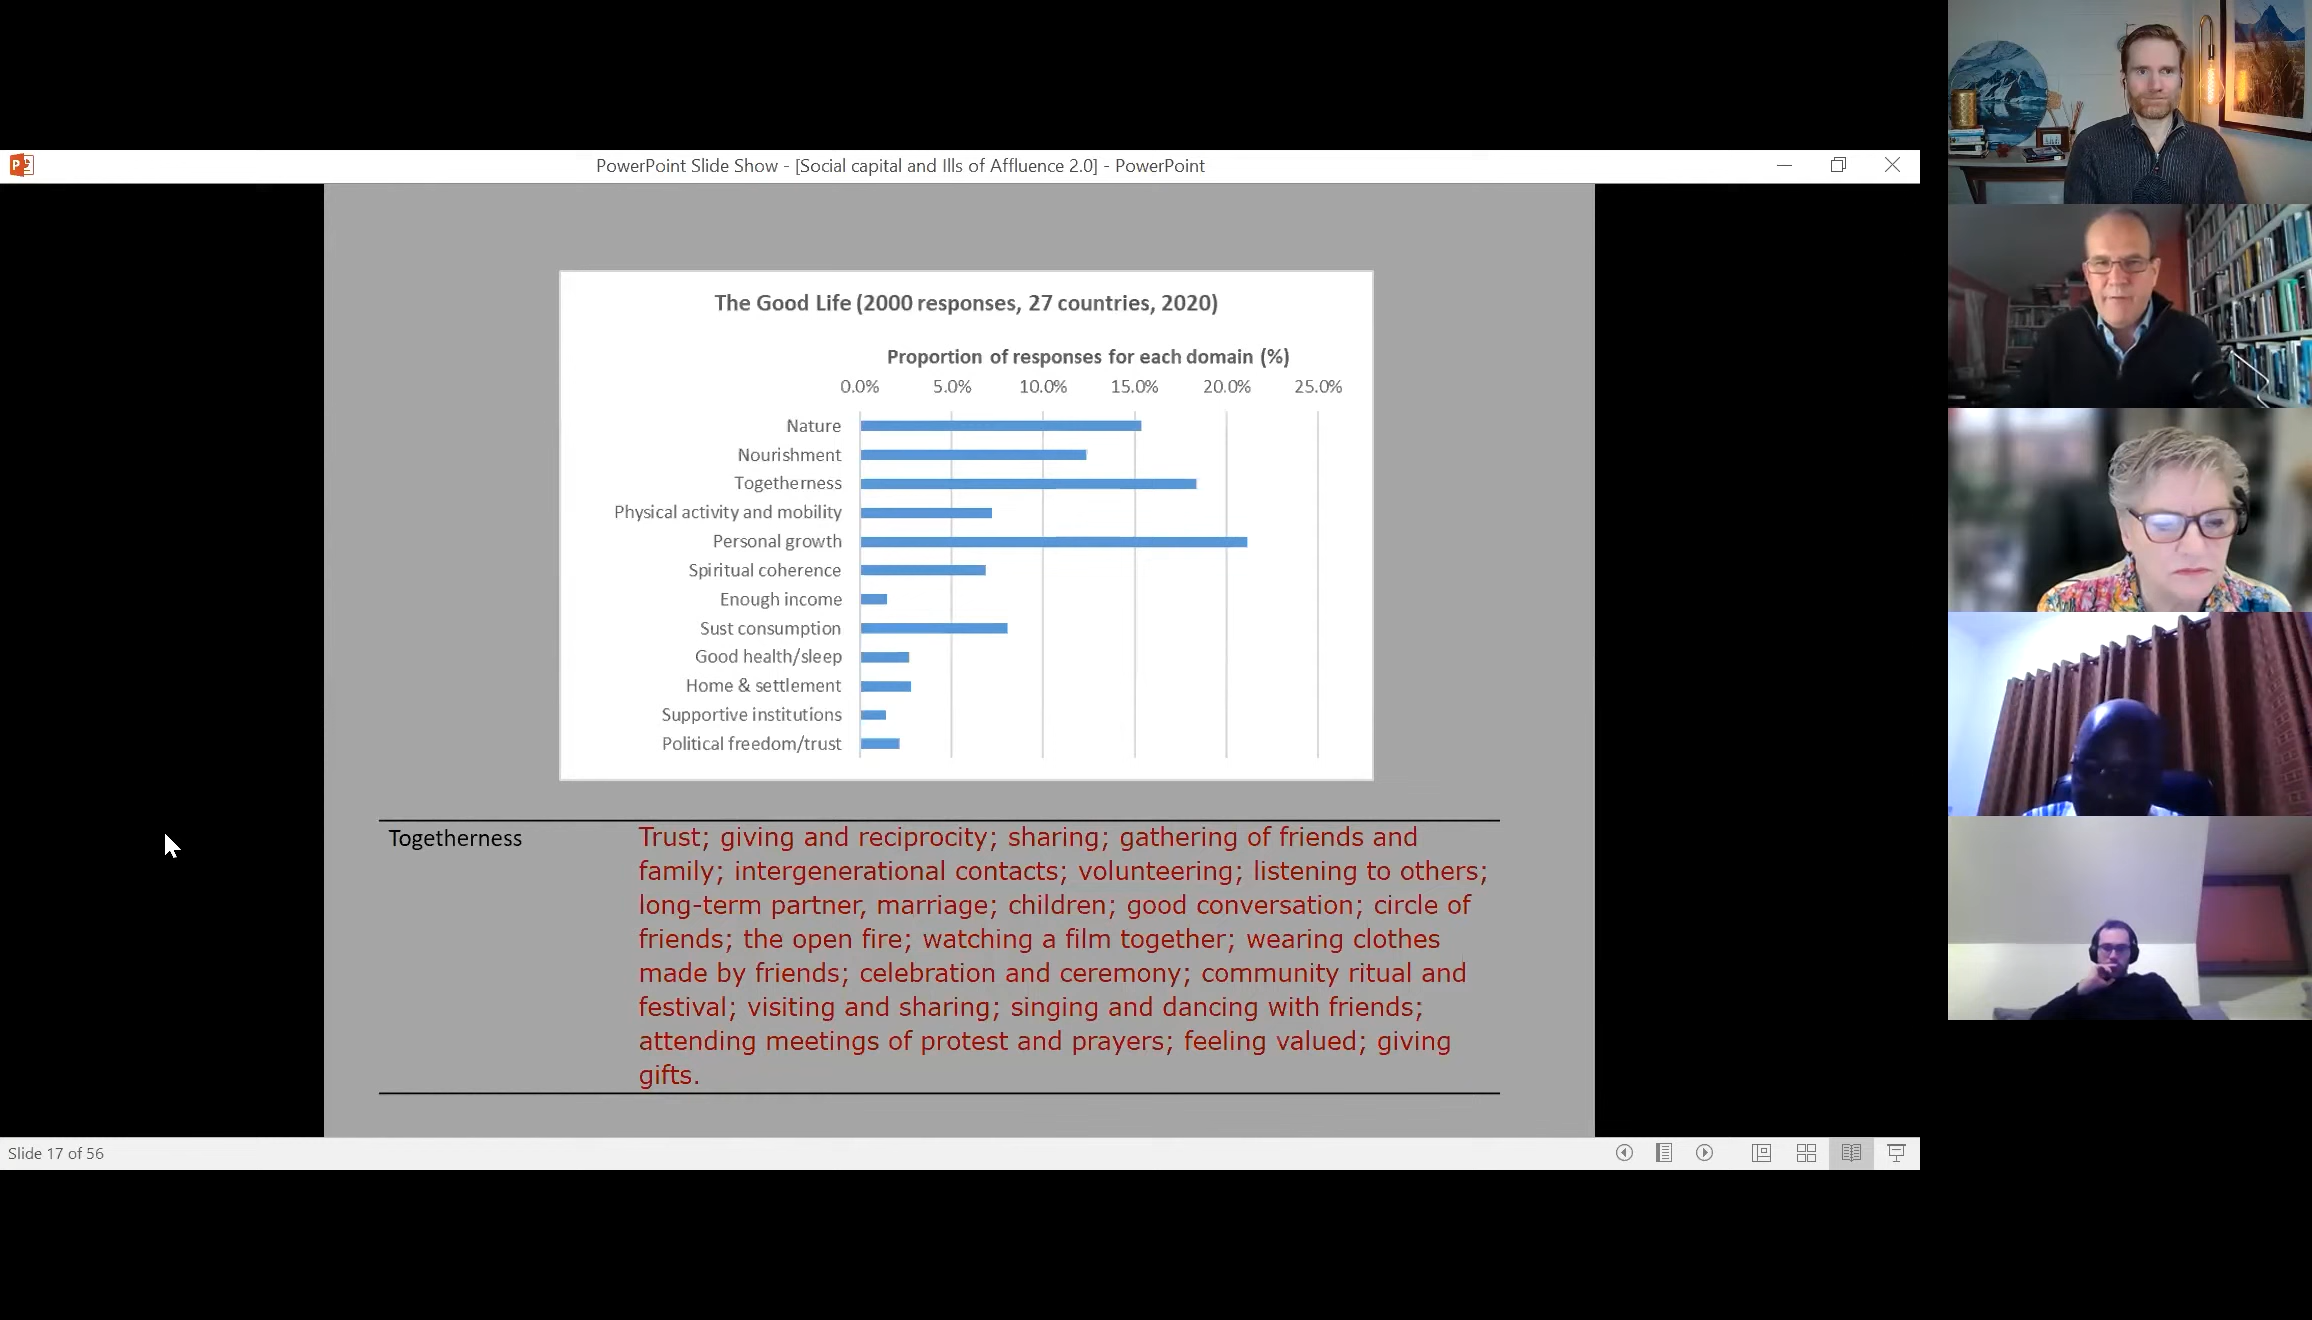 PowerPoint Slide Show - [Social capital and Ills of Affluence 2.0] - PowerPoint
The Good Life (2000 responses, 27 countries, 2020)
Proportion of responses for each domain (%)
0.0% 5.0% 10.0% 15.0% 20.0% 25.0%
Nature
Nourishment
Togetherness
Physical activity and mobility
Personal growth
Spiritual coherence
Enough income
Sust consumption
Good health/sleep
Home & settlement
Supportive institutions
Political freedom/trust
Togetherness
Trust; giving and reciprocity; sharing; gathering of friends and
family; intergenerational contacts; volunteering; listening to others;
long-term partner, marriage; children; good conversation; circle of
friends; the open fire; watching a film together; wearing clothes
made by friends; celebration and ceremony; community ritual and
festival; visiting and sharing; singing and dancing with friends;
attending meetings of protest and prayers; feeling valued; giving
gifts.
Slide 17 of 56